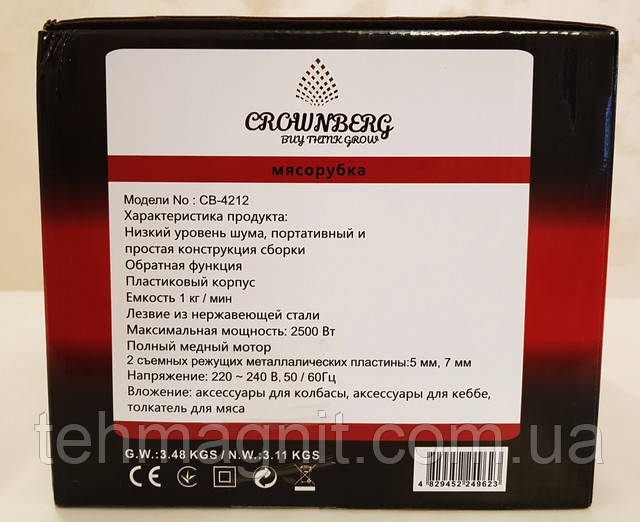 CROWNBERG
BUY THINK GROW
мясорубка
Модели No : CB-4212
Характеристика продукта:
Низкий уровень шума, портативный и
простая конструкция сборки
Обратная функция
Пластиковый корпус
Емкость 1 кг / мин
Лезвие из нержавеющей стали
Максимальная мощность: 2500 Вт
Полный медный мотор
2 съемных режущих металлалических пластины:5 мм, 7 мм
Напряжение: 220 ~ 240 В, 50 / 60Гц
Вложение: аксессуары для колбасы, аксессуары для кеббе,
толкатель для мяса
tehmagnit.com.ua
G.W.:3.48 KGS / N.W.:3.11 KGS
CE
4 829452 249623